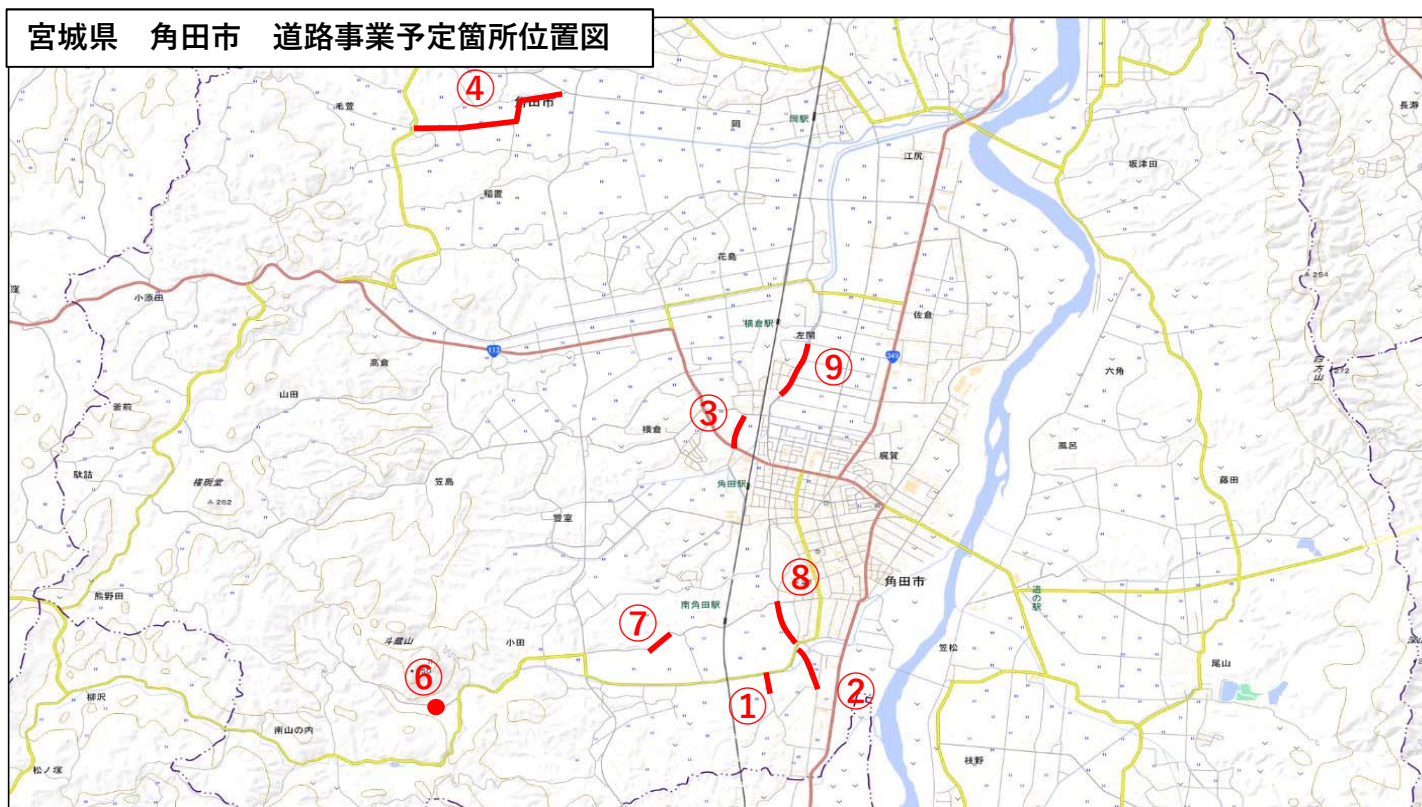 宮城県　角田市　道路事業予定箇所位置図
④
角田市
毛萱
岡
岡駅
江尻
長瀞
坂津田
稲置
花島
254
小原田
窪
横倉駅
左関
佐倉
113
349
高倉
⑨
六角
四方山
272
山田
釜前
③
横倉
梶賀
風呂
駄詰
権現堂
262
笠島
角田駅
藤田
⑧
角田市
熊野田
南角田駅
道の駅
⑦
斗蔵山
小田
笠松
尾山
⑥
柳沢
①
②
南山の内
枝野
松ノ塚